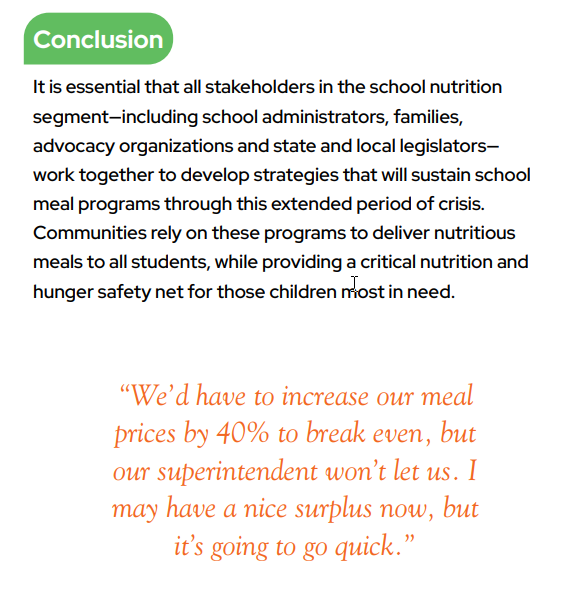 Conclusion
It is essential that all stakeholders in the school nutrition
segment—including school administrators, families,
advocacy organizations and state and local legislators—
work together to develop strategies that will sustain school
meal programs through this extended period of crisis.
Communities rely on these programs to deliver nutritious
meals to all students, while providing a critical nutrition and
hunger safety net for those children most in need.
“We’d have to increase our meal
prices by 40% to break even, but
our superintendent won’t let us. I
may have a nice surplus now, but
it’s going to go quick.”